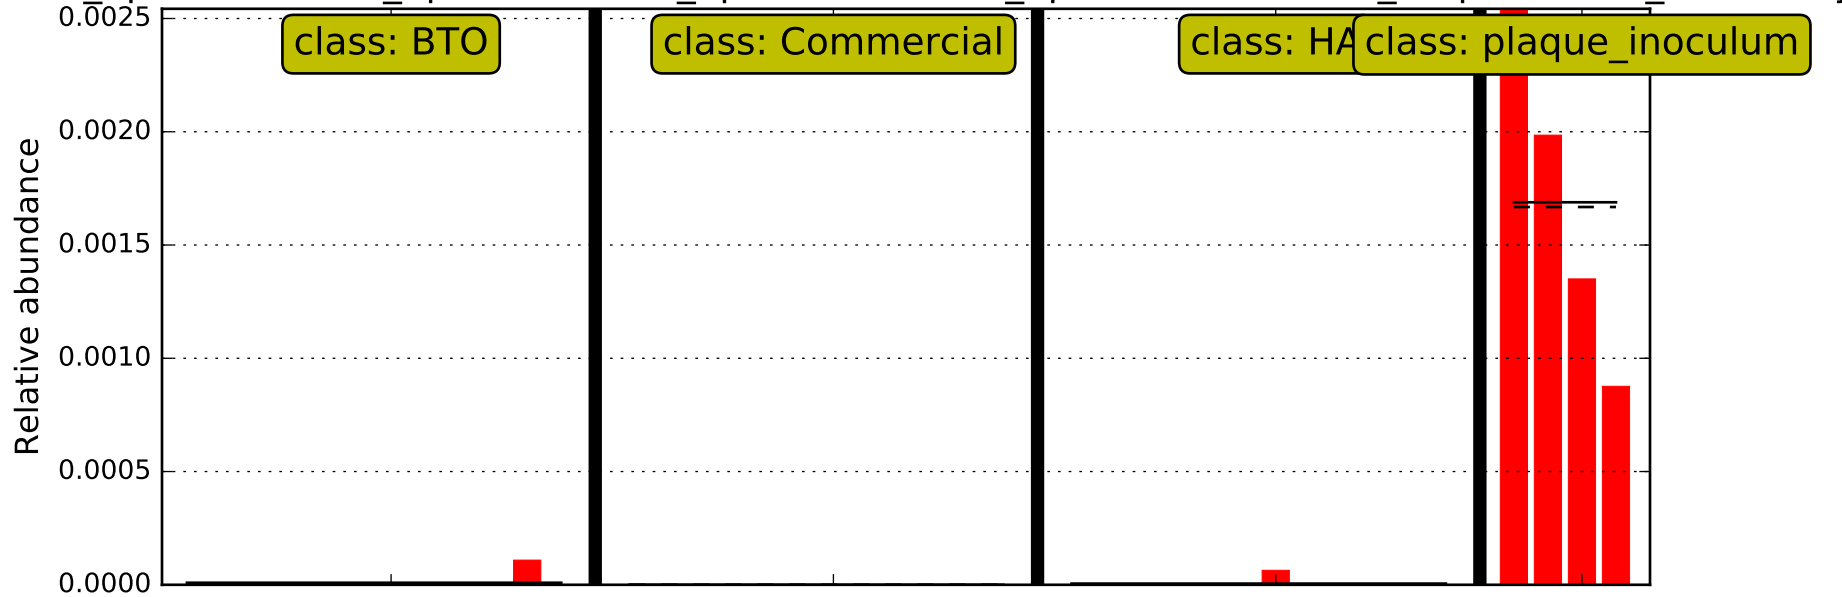 0.0025
class: BTO
class: Commercial
class: HA
class: plaque_inoculum
0.0020
0.0015
0.0010
0.0005
0.0000
Relative abundance